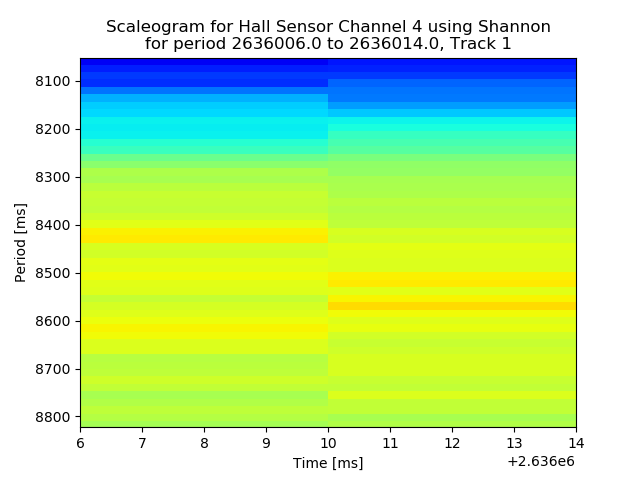 Scaleogram for Hall Sensor Channel 4 using Shannon
for period 2636006.0 to 2636014.0, Track 1
Period [ms]
8100
8200
8300
8400
8500
8600
8700
8800
6 7 8 9 10 11 12 13 14
Time [ms]
+2.636e6